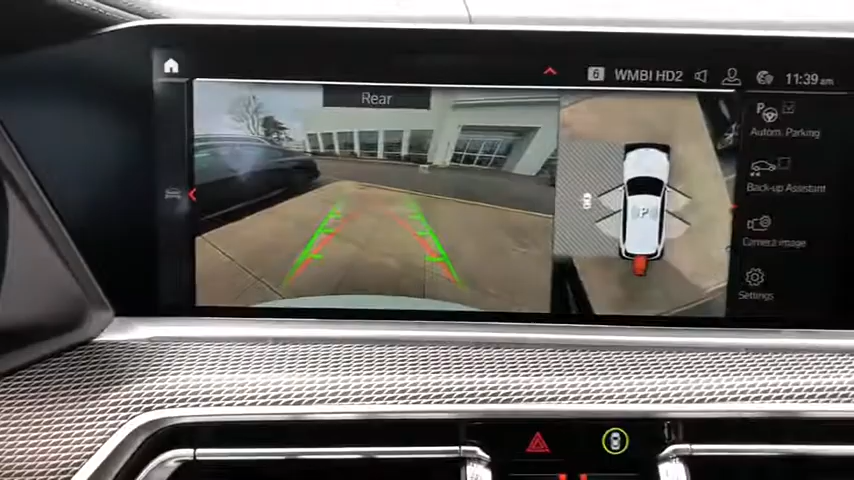 6 WMBI HD2 11:39 am
Rear
P
Autom. Parking
Back-up Assistant
P
Camera image
Settings